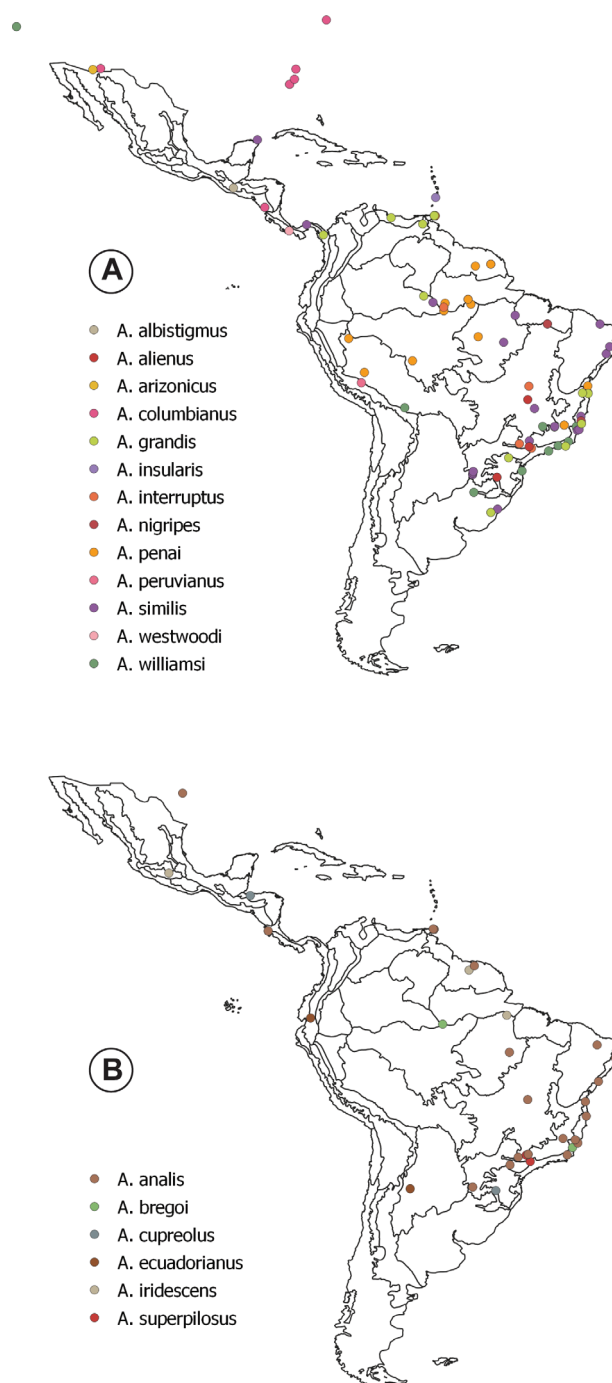 A
A. albistigmus
A. alienus
A. arizonicus
A. columbianus
A. grandis
A. insularis
A. interruptus
A. nigripes
A. penai
A. peruvianus
A. similis
A. westwoodi
A. williamsi
B
A. analis
A. bregoi
A. cupreolus
A. ecuadorianus
A. iridescens
A. superpilosus